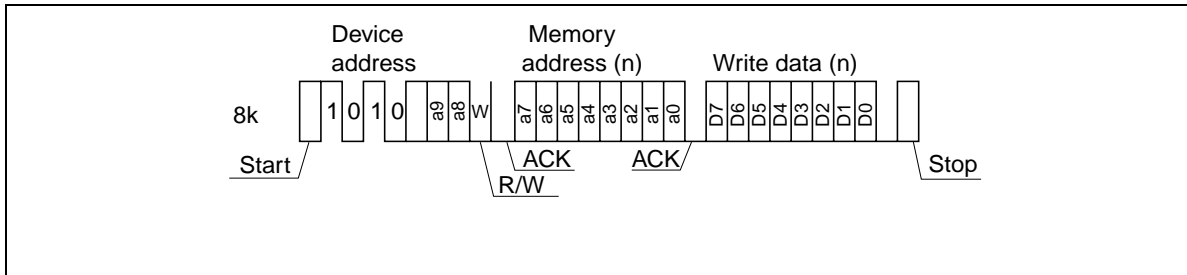 Device address
Memory address (n)
Write data (n)
8k
1 0 1 0 a9 a8 W a7 a6 a5 a4 a3 a2 a1 a0 D7 D6 D5 D4 D3 D2 D1 D0
Start
ACK
ACK
Stop
R/W